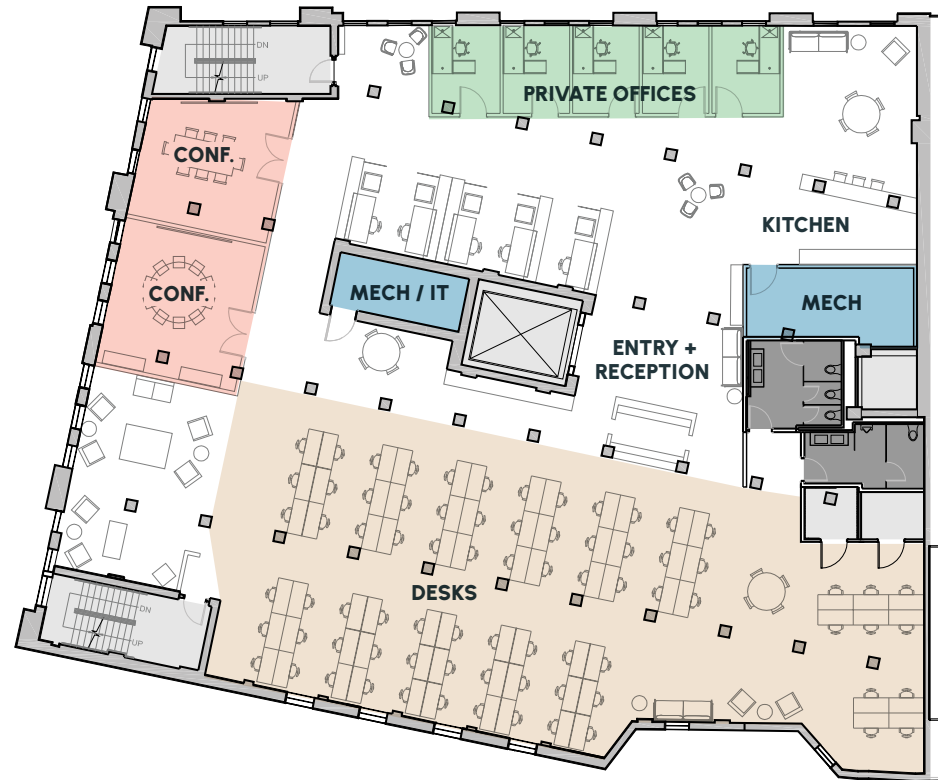 DN
UP
PRIVATE OFFICES
CONF.
KITCHEN
CONF.
MECH / IT
MECH
ENTRY +
RECEPTION
DESKS
DN
UP